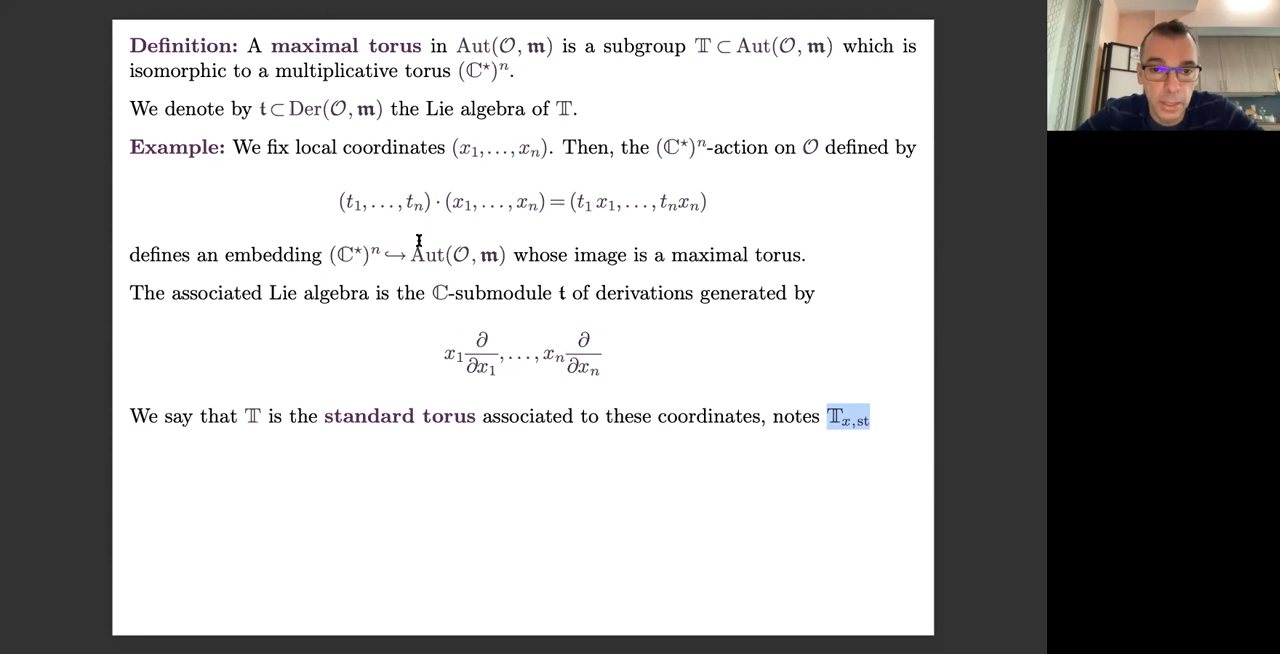 Definition: A maximal torus in Aut(𝒪, 𝔪) is a subgroup 𝕋 ⊂ Aut(𝒪, 𝔪) which is
isomorphic to a multiplicative torus (ℂ⋆)ⁿ.
We denote by 𝔱 ⊂ Der(𝒪, 𝔪) the Lie algebra of 𝕋.
Example: We fix local coordinates (x₁, …, xₙ). Then, the (ℂ⋆)ⁿ-action on 𝒪 defined by
(t₁, …, tₙ) · (x₁, …, xₙ) = (t₁ x₁, …, tₙxₙ)
defines an embedding (ℂ⋆)ⁿ ↪ Aut(𝒪, 𝔪) whose image is a maximal torus.
The associated Lie algebra is the ℂ-submodule 𝔱 of derivations generated by
x₁ ∂/∂x₁, …, xₙ ∂/∂xₙ
We say that 𝕋 is the standard torus associated to these coordinates, notes 𝕋ₓ,ₛₜ